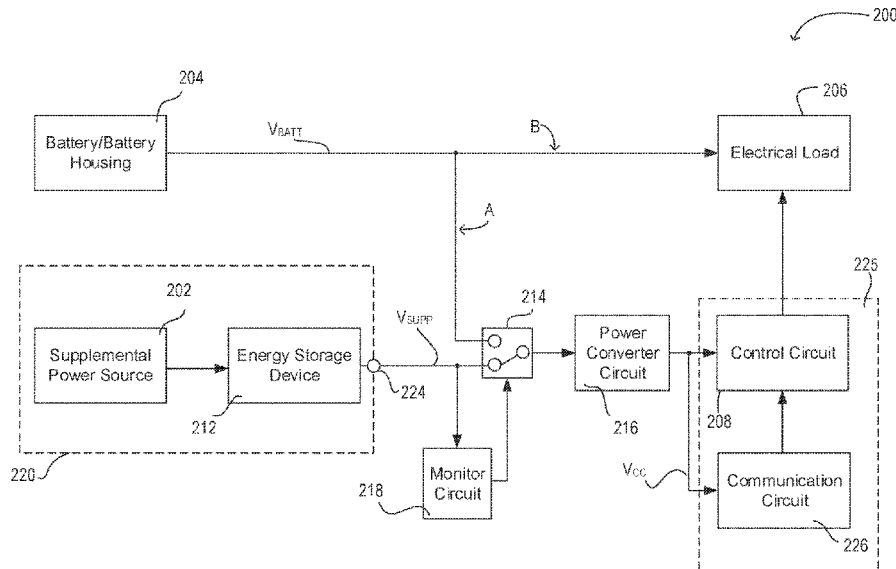 200
204
206
Battery/Battery
Housing
VBATT
B
Electrical Load
A
225
202
214
VSUPP
Supplemental
Power Source
Energy Storage
Device
Power
Converter
Circuit
Control Circuit
224
212
216
208
220
Monitor
Circuit
218
VCC
Communication
Circuit
226